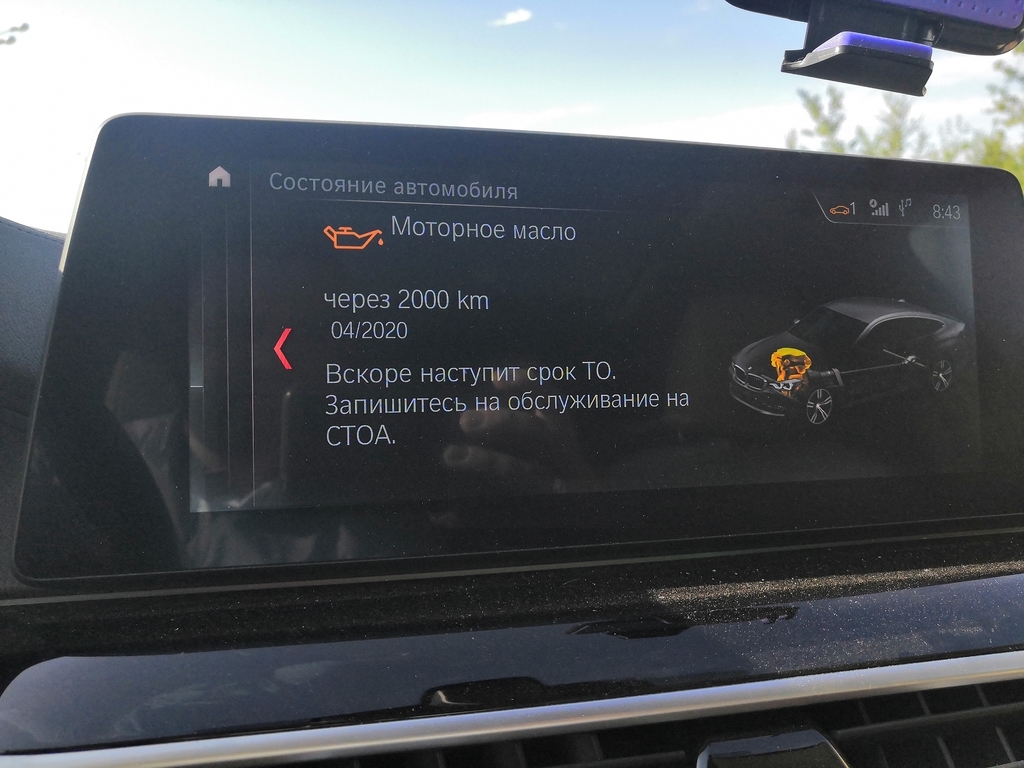 Состояние автомобиля
1
8:43
Моторное масло
через 2000 km
04/2020
Вскоре наступит срок ТО.
Запишитесь на обслуживание на
СТОА.